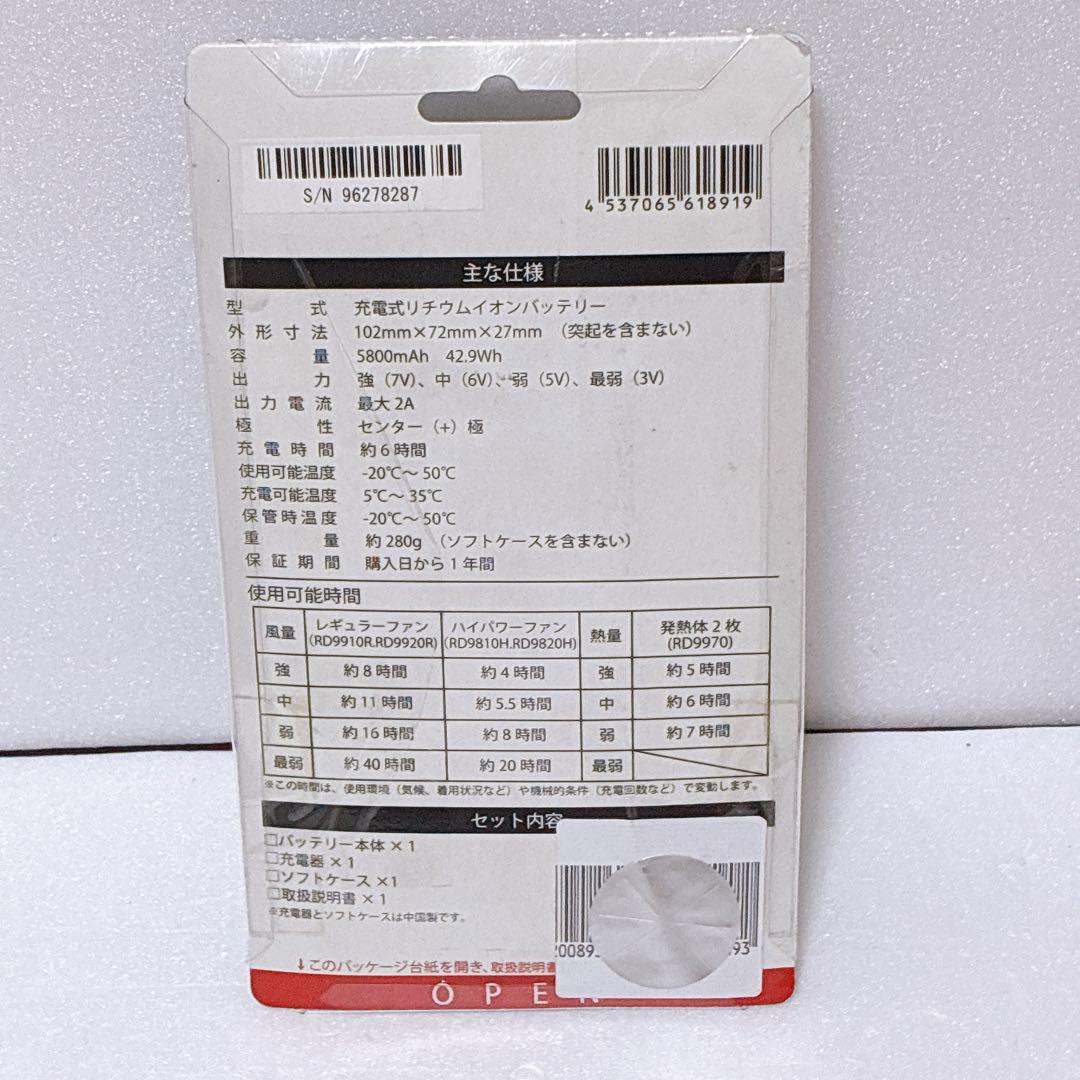 S/N 96278287
4 537065 618919
主な仕様
型式 充電式リチウムイオンバッテリー
外形寸法 102mm×72mm×27mm （突起を含まない）
容量 5800mAh 42.9Wh
出力 強（7V）、中（6V）、弱（5V）、最弱（3V）
出力電流 最大2A
極性 センター（+）極
充電時間 約6時間
使用可能温度 -20℃～50℃
充電可能温度 5℃～35℃
保管時温度 -20℃～50℃
重量 約280g （ソフトケースを含まない）
保証期間 購入日から1年間
使用可能時間
風量 レギュラーファン (RD9910R.RD9920R) ハイパワーファン (RD9810H.RD9820H) 熱量 発熱体2枚 (RD9970)
強 約8時間 約4時間 強 約5時間
中 約11時間 約5.5時間 中 約6時間
弱 約16時間 約8時間 弱 約7時間
最弱 約40時間 約20時間 最弱
※この時間は、使用環境（気候、着用状況など）や機械的条件（充電回数など）で変動します。
セット内容
□バッテリー本体×1
□充電器×1
□ソフトケース×1
□取扱説明書×1
※充電器とソフトケースは中国製です。
↓このパッケージ台紙を開き、取扱説明書
OPEN